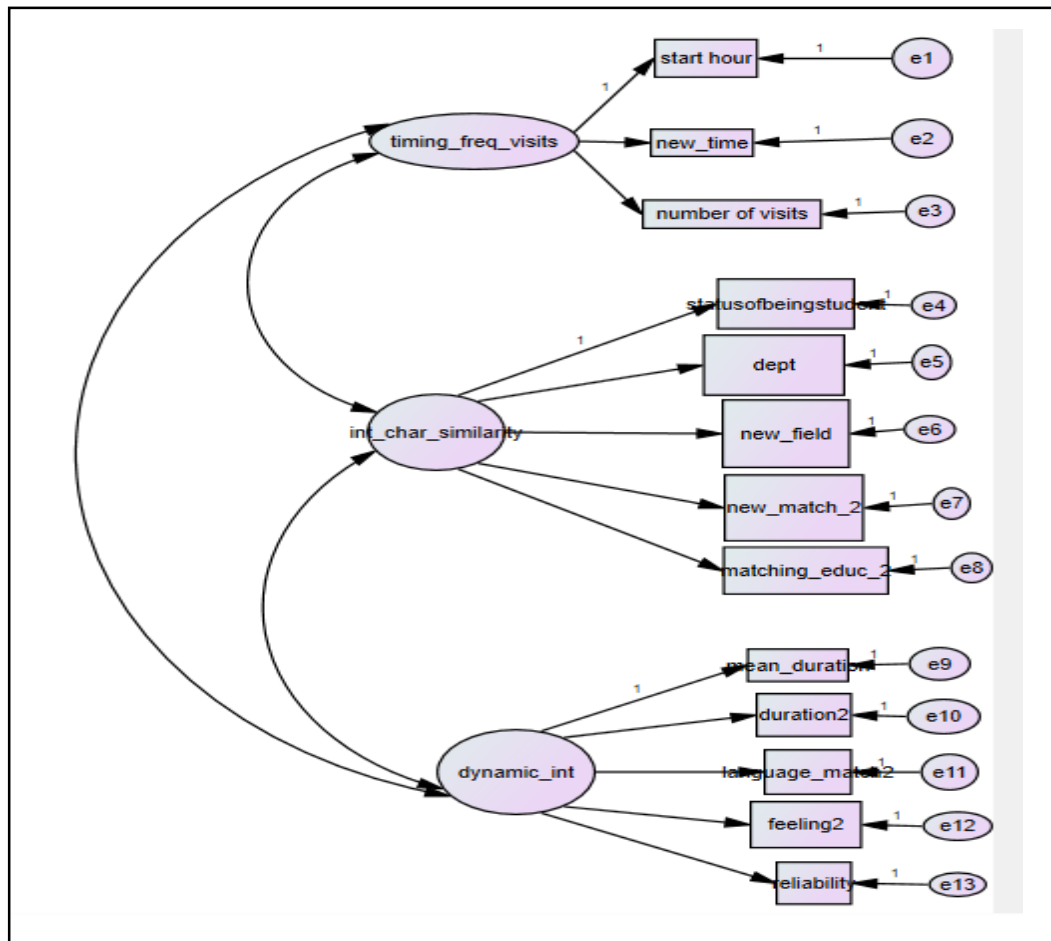 start hour 1 e1
1
timing_freq_visits
new_time 1 e2
number of visits 1 e3
statusofbeingstudent 1 e4
1
dept 1 e5
int_char_similarity
new_field 1 e6
new_match_2 1 e7
matching_educ_2 1 e8
mean_duration 1 e9
1
duration2 1 e10
dynamic_int
language_match2 1 e11
feeling2 1 e12
reliability 1 e13